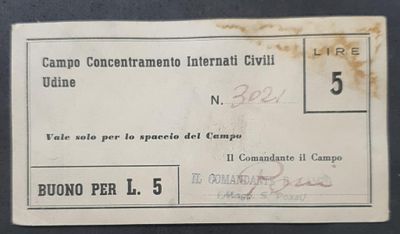 Campo Concentramento Internati Civili
Udine
LIRE
5
N. 3021
Vale solo per lo spaccio del Campo
Il Comandante il Campo
IL COMANDANTE
BUONO PER L. 5